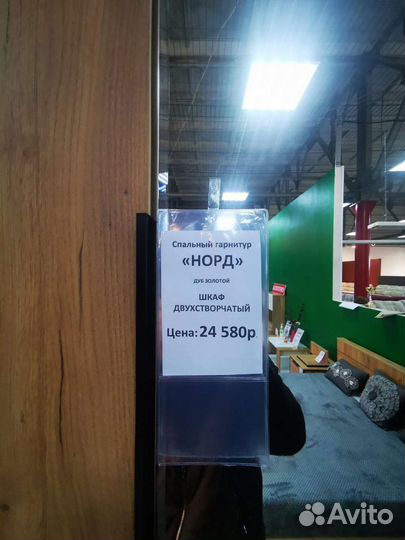 Спальный гарнитур
«НОРД»
ДУБ ЗОЛОТОЙ
ШКАФ
ДВУХСТВОРЧАТЫЙ
Цена: 24 580р
Avito